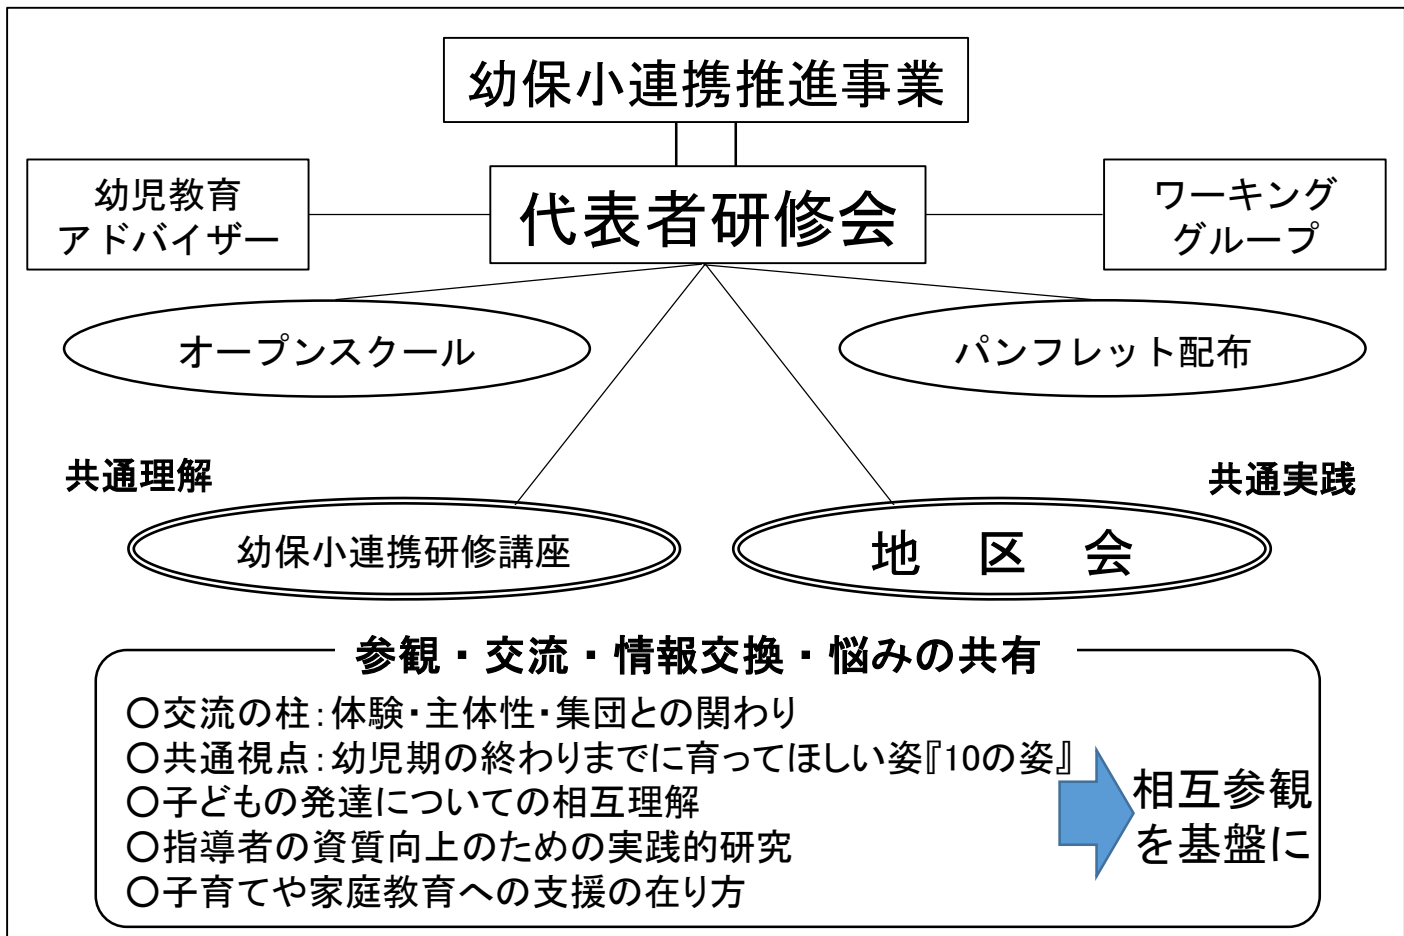 幼保小連携推進事業
幼児教育
アドバイザー
代表者研修会
ワーキング
グループ
オープンスクール
パンフレット配布
共通理解
共通実践
幼保小連携研修講座
地 区 会
参観・交流・情報交換・悩みの共有
○交流の柱：体験・主体性・集団との関わり
○共通視点：幼児期の終わりまでに育ってほしい姿『10の姿』
○子どもの発達についての相互理解
○指導者の資質向上のための実践的研究
○子育てや家庭教育への支援の在り方
相互参観
を基盤に